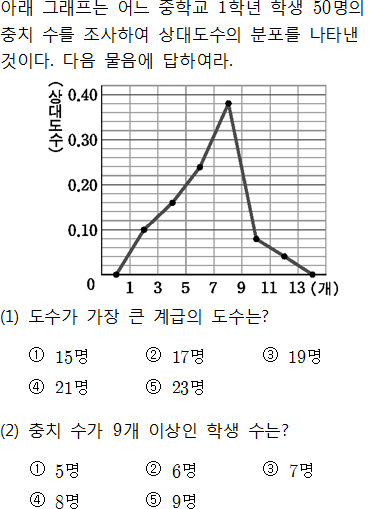 아래 그래프는 어느 중학교 1학년 학생 50명의
충치 수를 조사하여 상대도수의 분포를 나타낸
것이다. 다음 물음에 답하여라.
(상대도수)
0.40
0.30
0.20
0.10
0 1 3 5 7 9 11 13 (개)
(1) 도수가 가장 큰 계급의 도수는?
① 15명 ② 17명 ③ 19명
④ 21명 ⑤ 23명
(2) 충치 수가 9개 이상인 학생 수는?
① 5명 ② 6명 ③ 7명
④ 8명 ⑤ 9명